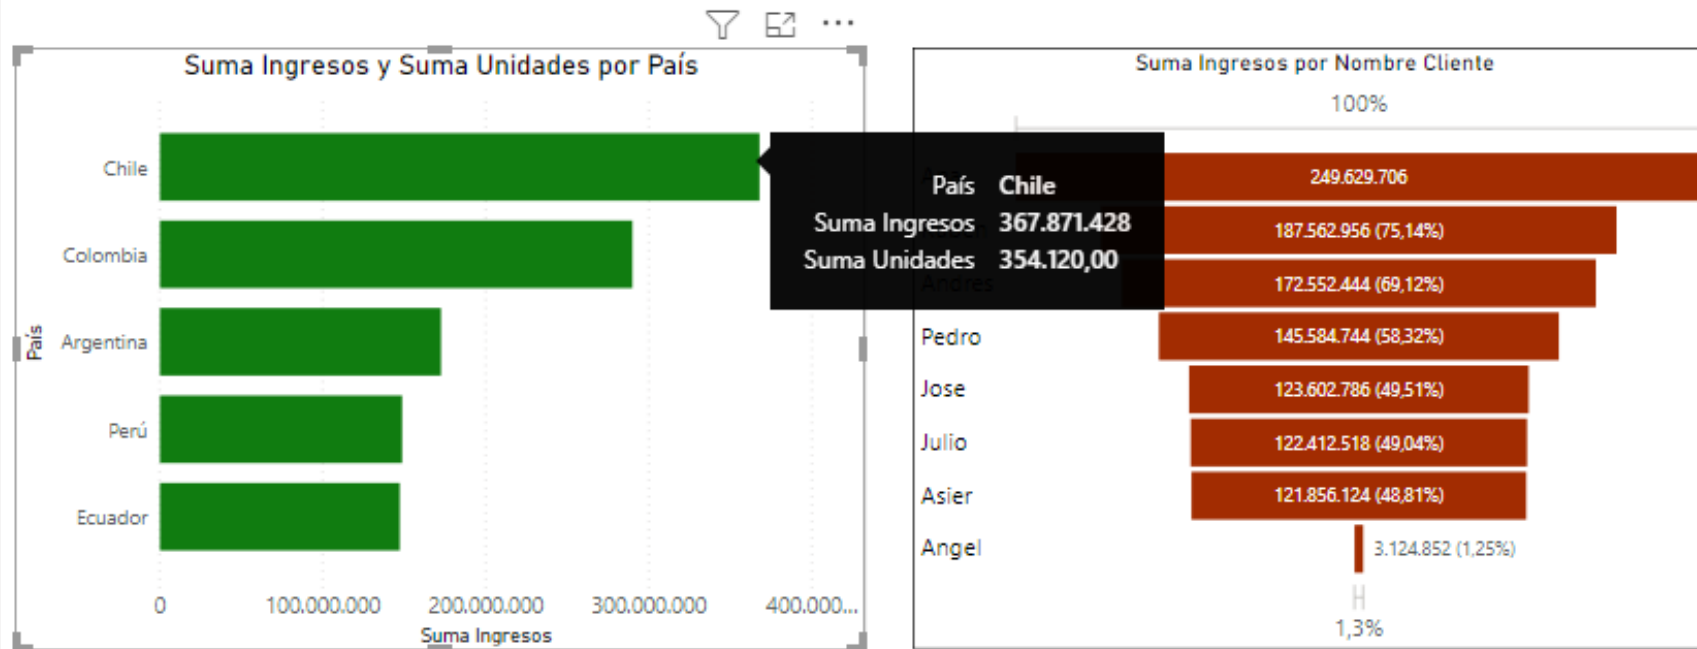 Suma Ingresos y Suma Unidades por País
Chile
Colombia
Argentina
Perú
Ecuador
País
0
100.000.000
200.000.000
300.000.000
400.000...
Suma Ingresos
País Chile
Suma Ingresos 367.871.428
Suma Unidades 354.120,00
Suma Ingresos por Nombre Cliente
100%
249.629.706
187.562.956 (75,14%)
Andres 172.552.444 (69,12%)
Pedro 145.584.744 (58,32%)
Jose 123.602.786 (49,51%)
Julio 122.412.518 (49,04%)
Asier 121.856.124 (48,81%)
Angel 3.124.852 (1,25%)
1,3%